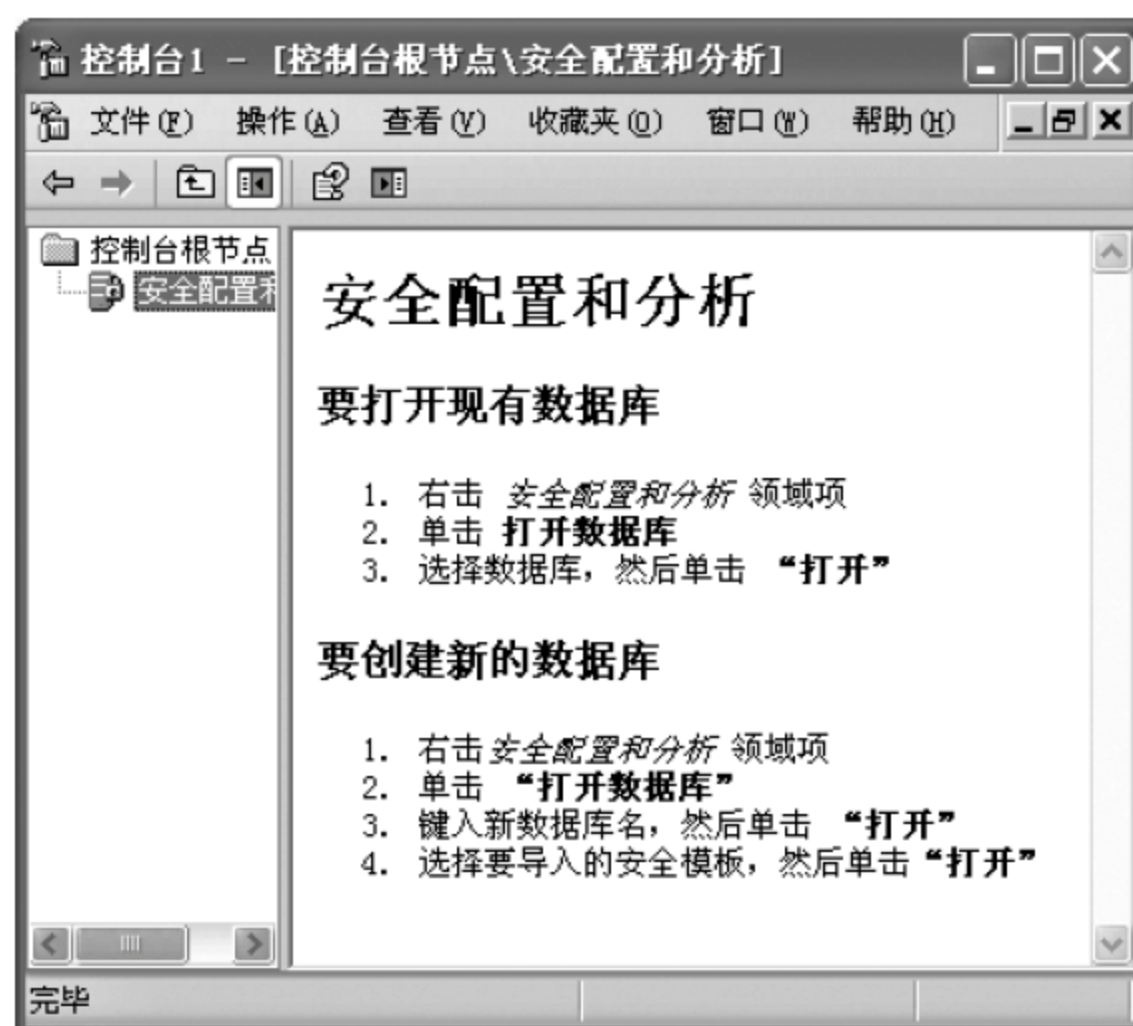 控制台1 - [控制台根节点\安全配置和分析]
文件(F) 操作(A) 查看(V) 收藏夹(O) 窗口(W) 帮助(H)
控制台根节点
安全配置和
安全配置和分析
要打开现有数据库
1. 右击 安全配置和分析 领域项
2. 单击 打开数据库
3. 选择数据库，然后单击 “打开”
要创建新的数据库
1. 右击安全配置和分析 领域项
2. 单击 “打开数据库”
3. 键入新数据库名，然后单击 “打开”
4. 选择要导入的安全模板，然后单击“打开”
完毕